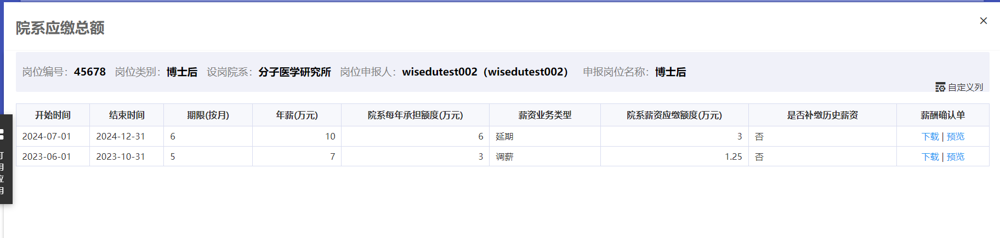 院系应缴总额
岗位编号：45678 岗位类别：博士后 设岗院系：分子医学研究所 岗位申报人：wisedutest002（wisedutest002） 申报岗位名称：博士后
自定义列
开始时间 结束时间 期限(按月) 年薪(万元) 院系每年承担额度(万元) 薪资业务类型 院系薪资应缴额度(万元) 是否补缴历史薪资 薪酬确认单
2024-07-01 2024-12-31 6 10 6 延期 3 否 下载 | 预览
2023-06-01 2023-10-31 5 7 3 调薪 1.25 否 下载 | 预览